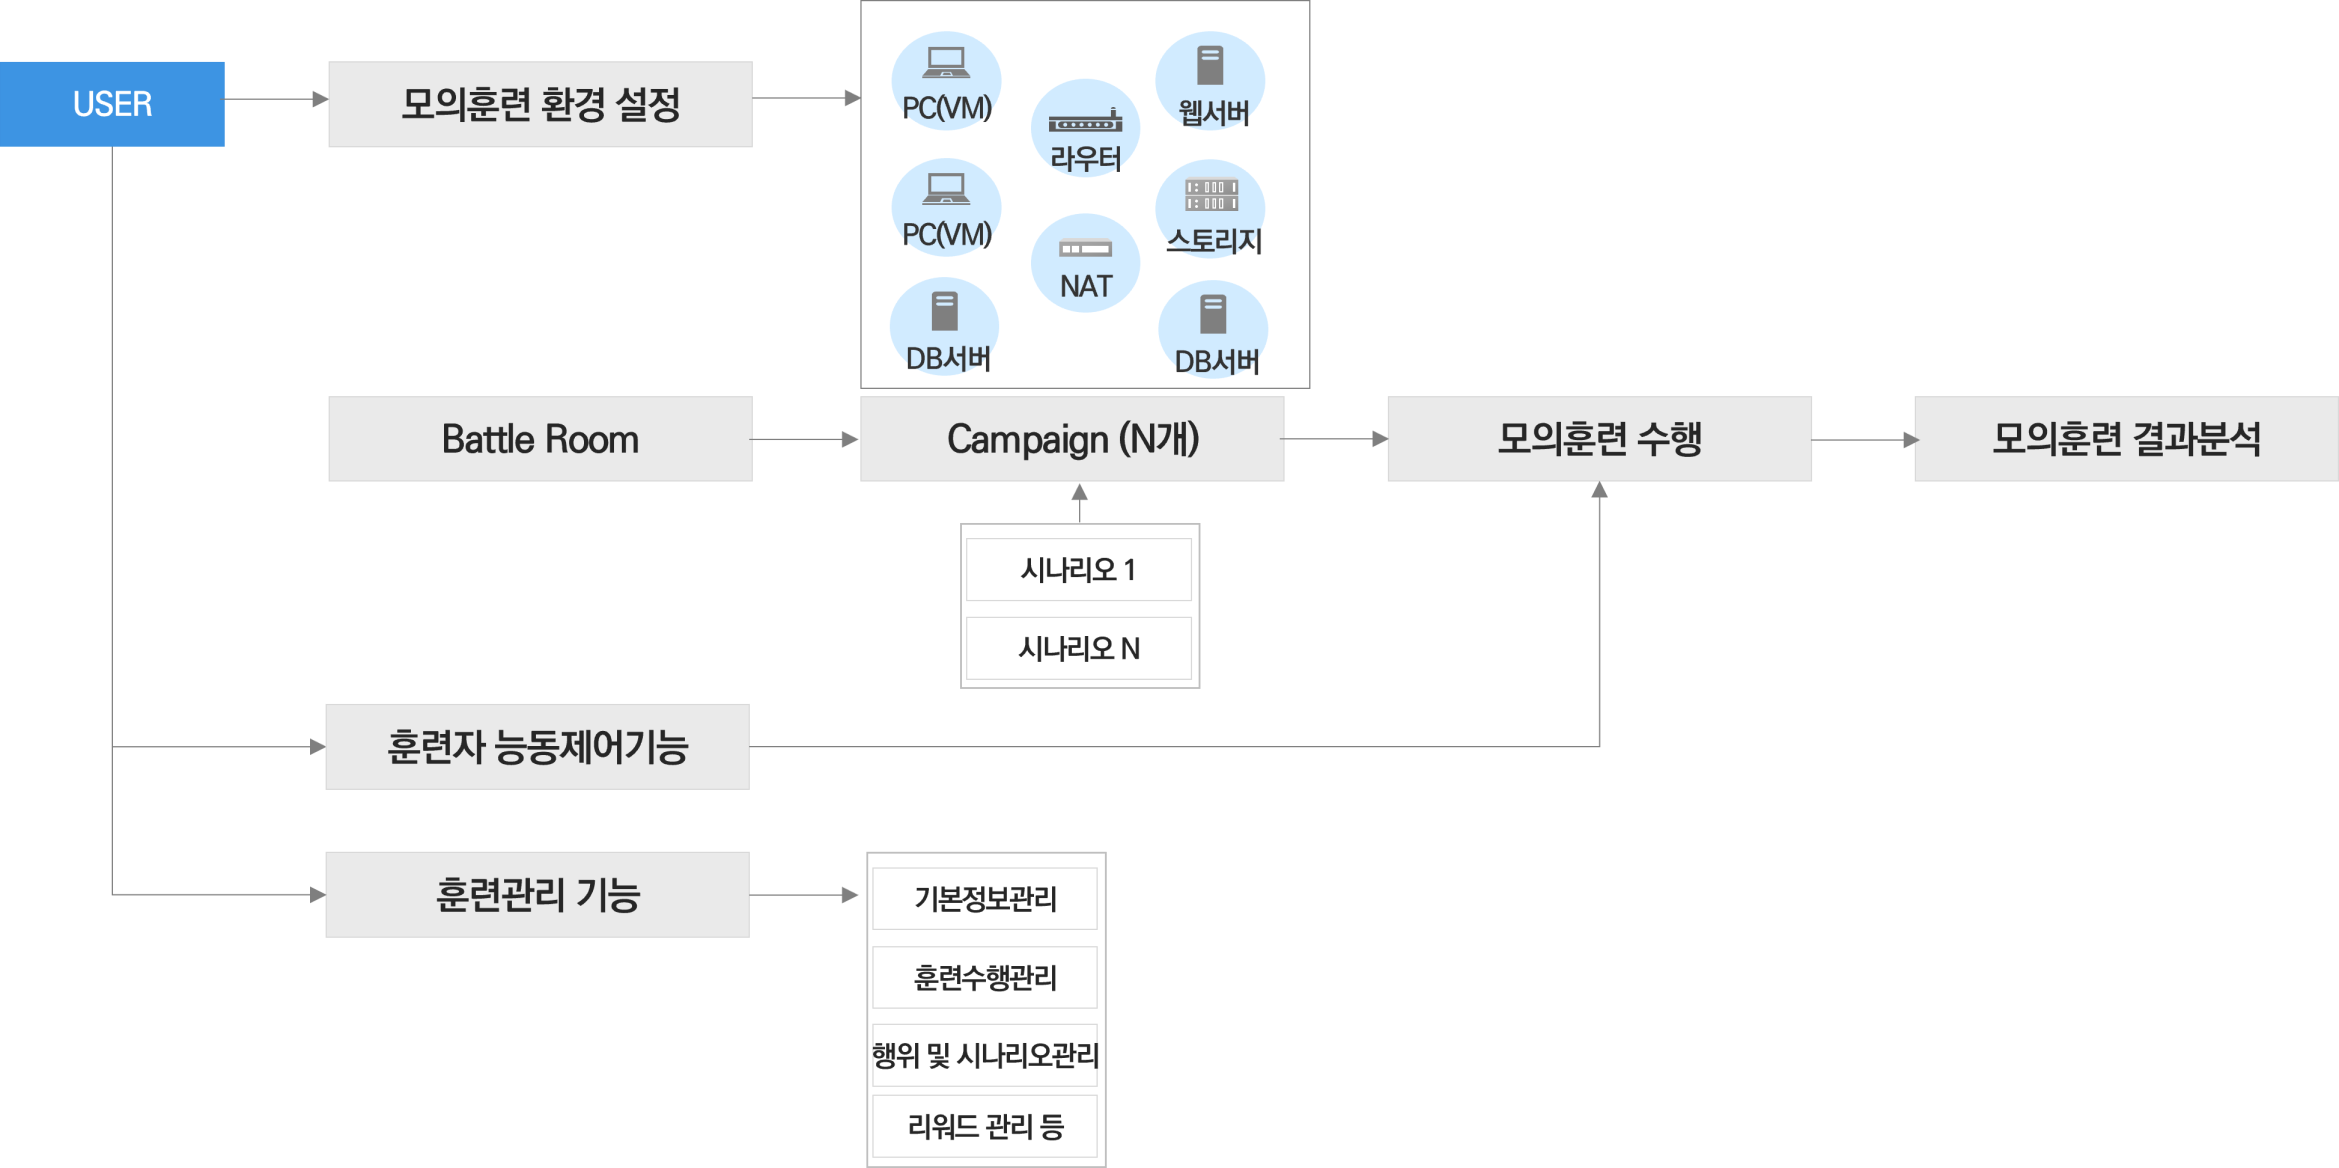 USER
모의훈련 환경 설정
PC(VM)
라우터
웹서버
PC(VM)
NAT
스토리지
DB서버
DB서버
Battle Room
Campaign (N개)
모의훈련 수행
모의훈련 결과분석
시나리오 1
시나리오 N
훈련자 능동제어기능
훈련관리 기능
기본정보관리
훈련수행관리
행위 및 시나리오관리
리워드 관리 등